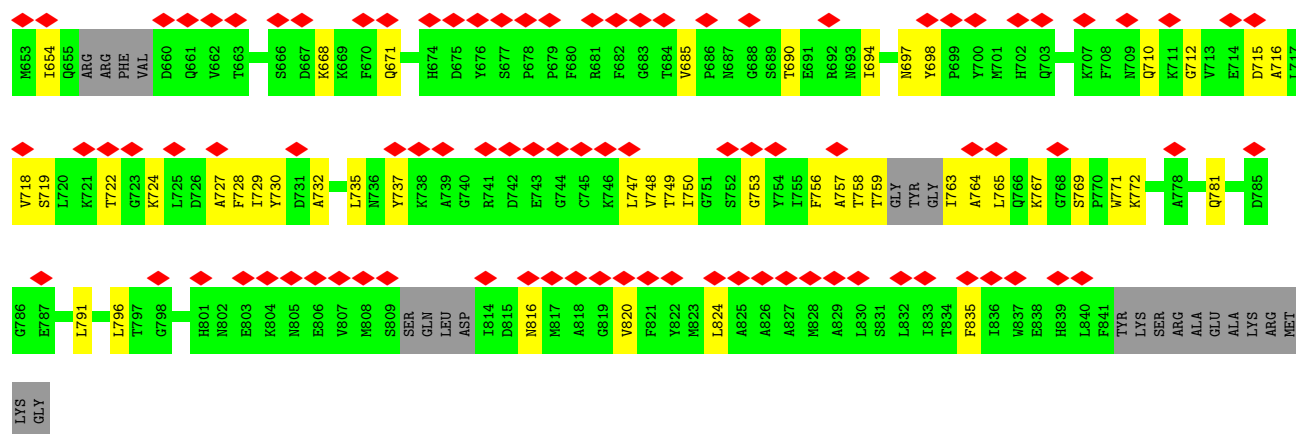 M653 I654 Q655 ARG ARG PHE VAL D660 Q661 V662 T663 S666 D667 K668 K669 F670 Q671 H674 D675 Y676 S677 P678 P679 F680 R681 F682 G683 T684 V685 P686 N687 G688 S689 T690 E691 R692 N693 I694 N697 Y698 P699 Y700 M701 H702 Q703 K707 F708 N709 Q710 K711 G712 V713 E714 D715 A716 L717
V718 S719 L720 K721 T722 G723 K724 L725 D726 A727 F728 I729 Y730 D731 A732 L735 N736 Y737 K738 A739 G740 R741 D742 E743 G744 C745 K746 L747 V748 T749 I750 G751 S752 G753 Y754 I755 F756 A757 T758 T759 GLY TYR GLY I763 A764 L765 Q766 K767 G768 S769 P770 W771 K772 A778 Q781 D785
G786 E787 L791 L796 T797 G798 H801 N802 E803 K804 N805 E806 V807 M808 S809 SER GLN LEU ASP I814 D815 N816 M817 A818 G819 V820 F821 Y822 M823 L824 A825 A826 A827 M828 A829 L830 S831 L832 I833 T834 F835 I836 W837 E838 H839 L840 F841 TYR LYS SER ARG ALA GLU ALA LYS ARG MET
LYS GLY